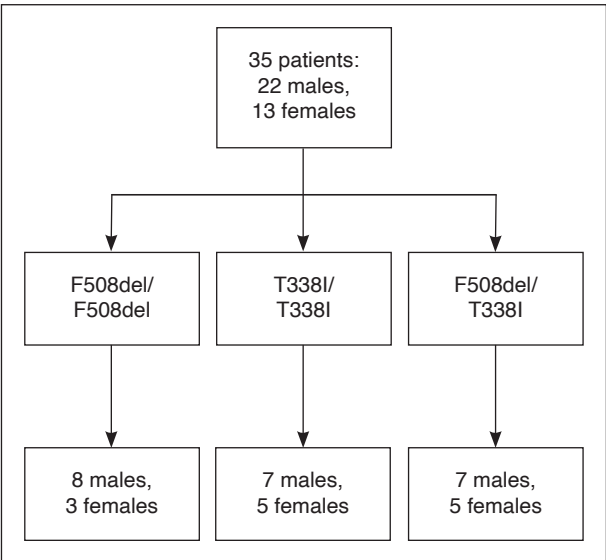 35 patients:
22 males,
13 females
F508del/
F508del
T338I/
T338I
F508del/
T338I
8 males,
3 females
7 males,
5 females
7 males,
5 females